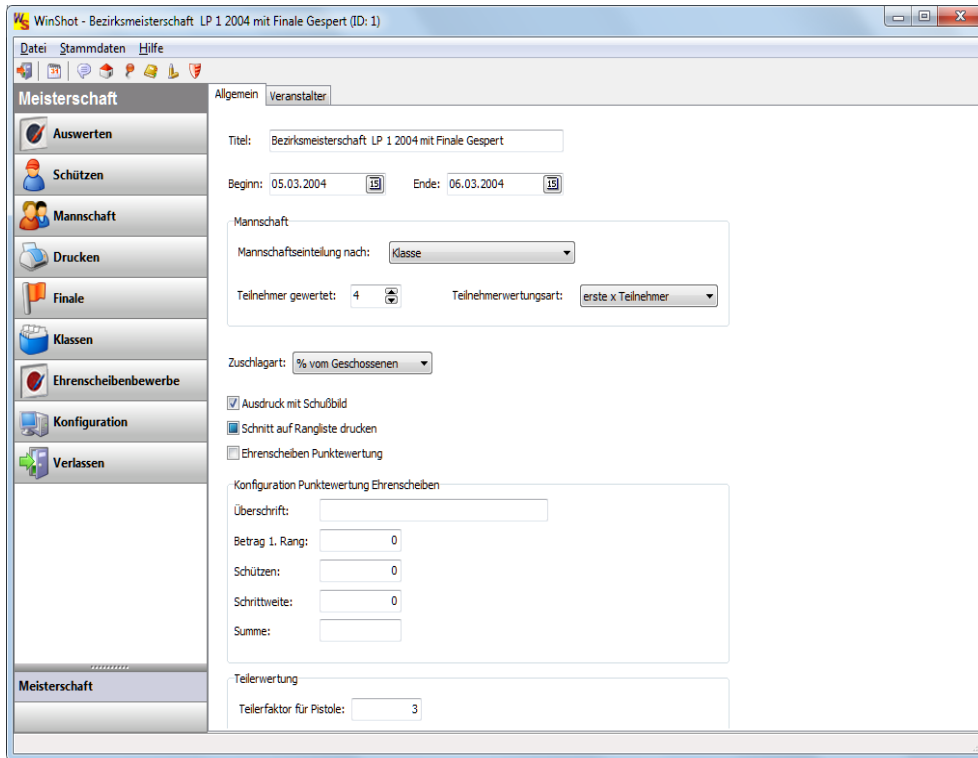 WinShot - Bezirksmeisterschaft LP 1 2004 mit Finale Gespert (ID: 1)
Datei Stammdaten Hilfe
Meisterschaft
Auswerten
Schützen
Mannschaft
Drucken
Finale
Klassen
Ehrenscheibenbewerbe
Konfiguration
Verlassen
Meisterschaft
Allgemein Veranstalter
Titel: Bezirksmeisterschaft LP 1 2004 mit Finale Gespert
Beginn: 05.03.2004 15 Ende: 06.03.2004 15
Mannschaft
Mannschaftseinteilung nach: Klasse
Teilnehmer gewertet: 4 Teilnehmerwertungsart: erste x Teilnehmer
Zuschlagart: % vom Geschossenen
Ausdruck mit Schußbild
Schnitt auf Rangliste drucken
Ehrenscheiben Punktewertung
Konfiguration Punktewertung Ehrenscheiben
Überschrift:
Betrag 1. Rang: 0
Schützen: 0
Schrittweite: 0
Summe:
Teilerwertung
Teilerfaktor für Pistole: 3